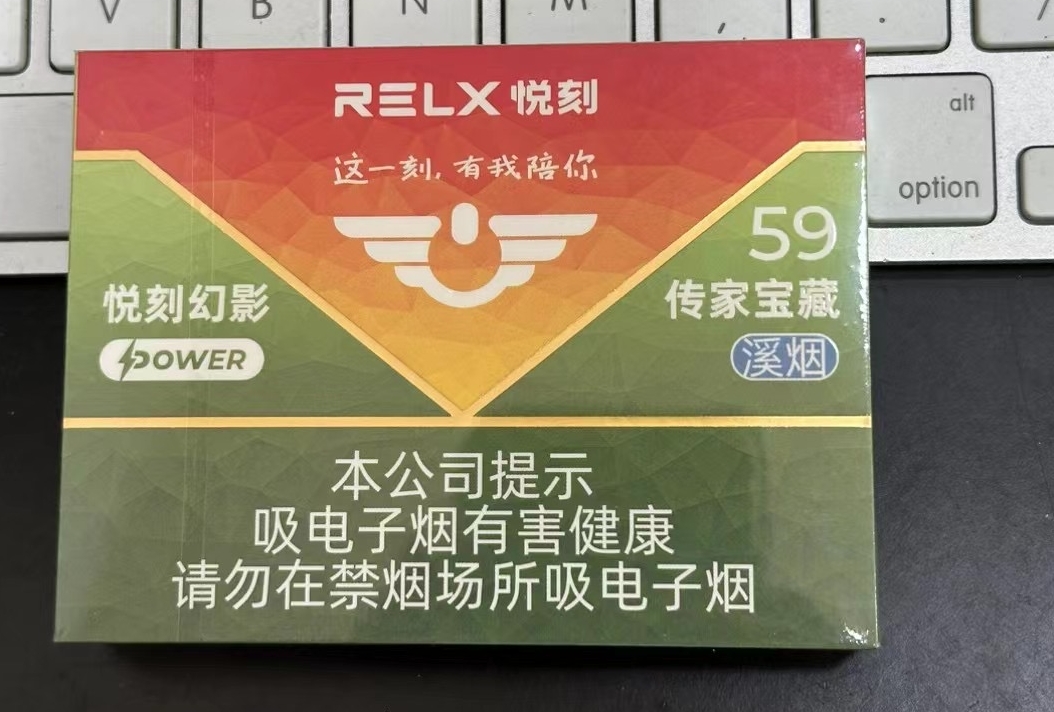 V
B
N
M
,
.
/
alt
option
RELX 悦刻
这一刻,有我陪你
59
传家宝藏
溪烟
悦刻幻影
POWER
本公司提示
吸电子烟有害健康
请勿在禁烟场所吸电子烟